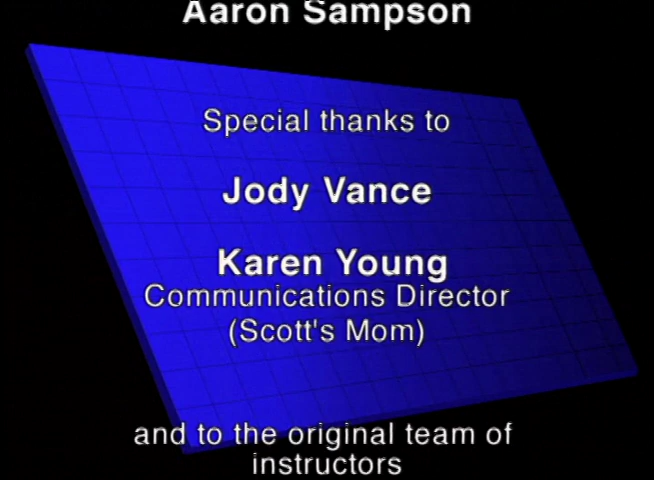 Aaron Sampson
Special thanks to
Jody Vance
Karen Young
Communications Director
(Scott's Mom)
and to the original team of
instructors